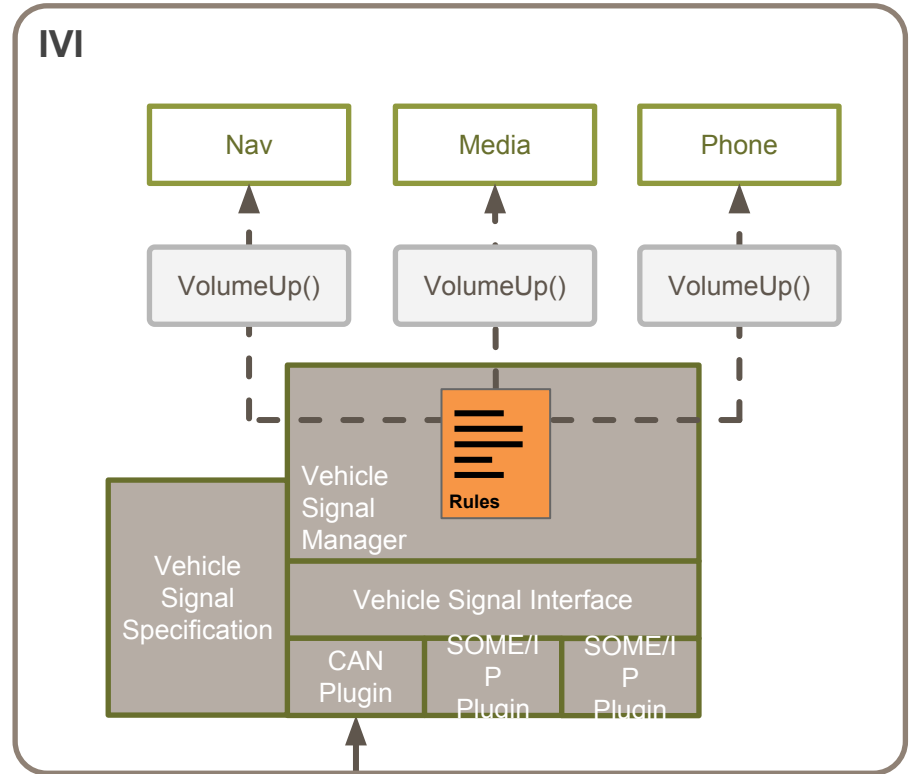 IVI
Nav
Media
Phone
VolumeUp()
VolumeUp()
VolumeUp()
Vehicle
Signal
Manager
Rules
Vehicle
Signal
Specification
Vehicle Signal Interface
CAN
Plugin
SOME/I
P
Plugin
SOME/I
P
Plugin